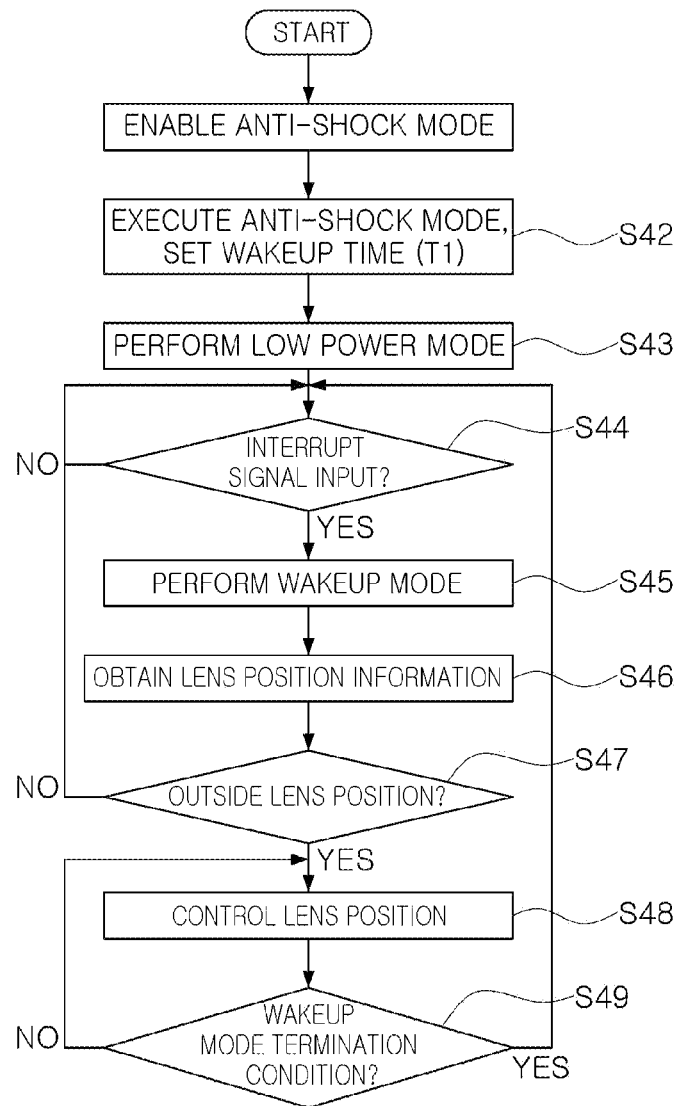 START
ENABLE ANTI-SHOCK MODE
EXECUTE ANTI-SHOCK MODE,
SET WAKEUP TIME (T1)
S42
PERFORM LOW POWER MODE
S43
S44
NO
INTERRUPT
SIGNAL INPUT?
YES
PERFORM WAKEUP MODE
S45
OBTAIN LENS POSITION INFORMATION
S46
S47
NO
OUTSIDE LENS POSITION?
YES
CONTROL LENS POSITION
S48
S49
NO
WAKEUP
MODE TERMINATION
CONDITION?
YES